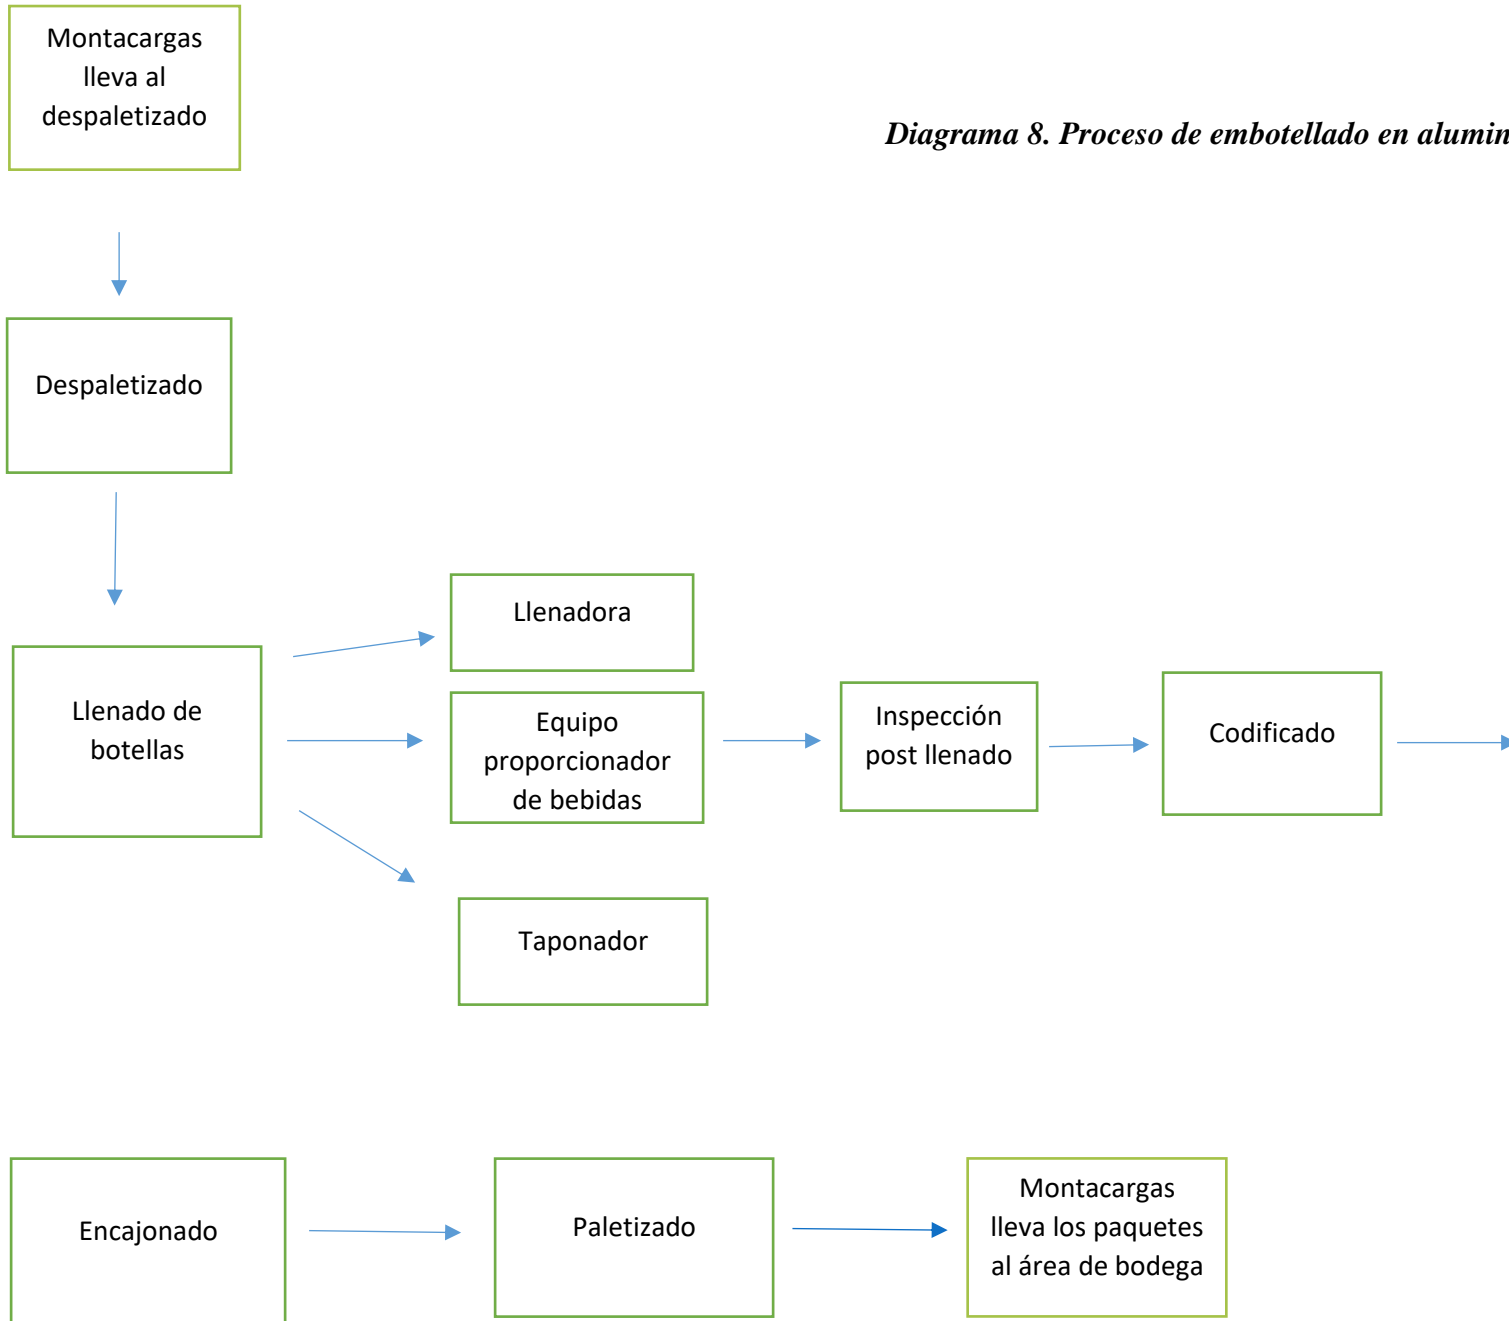 Montacargas
lleva al
despaletizado
Diagrama 8. Proceso de embotellado en alumin
Despaletizado
Llenado de
botellas
Llenadora
Equipo
proporcionador
de bebidas
Taponador
Inspección
post llenado
Codificado
Encajonado
Paletizado
Montacargas
lleva los paquetes
al área de bodega